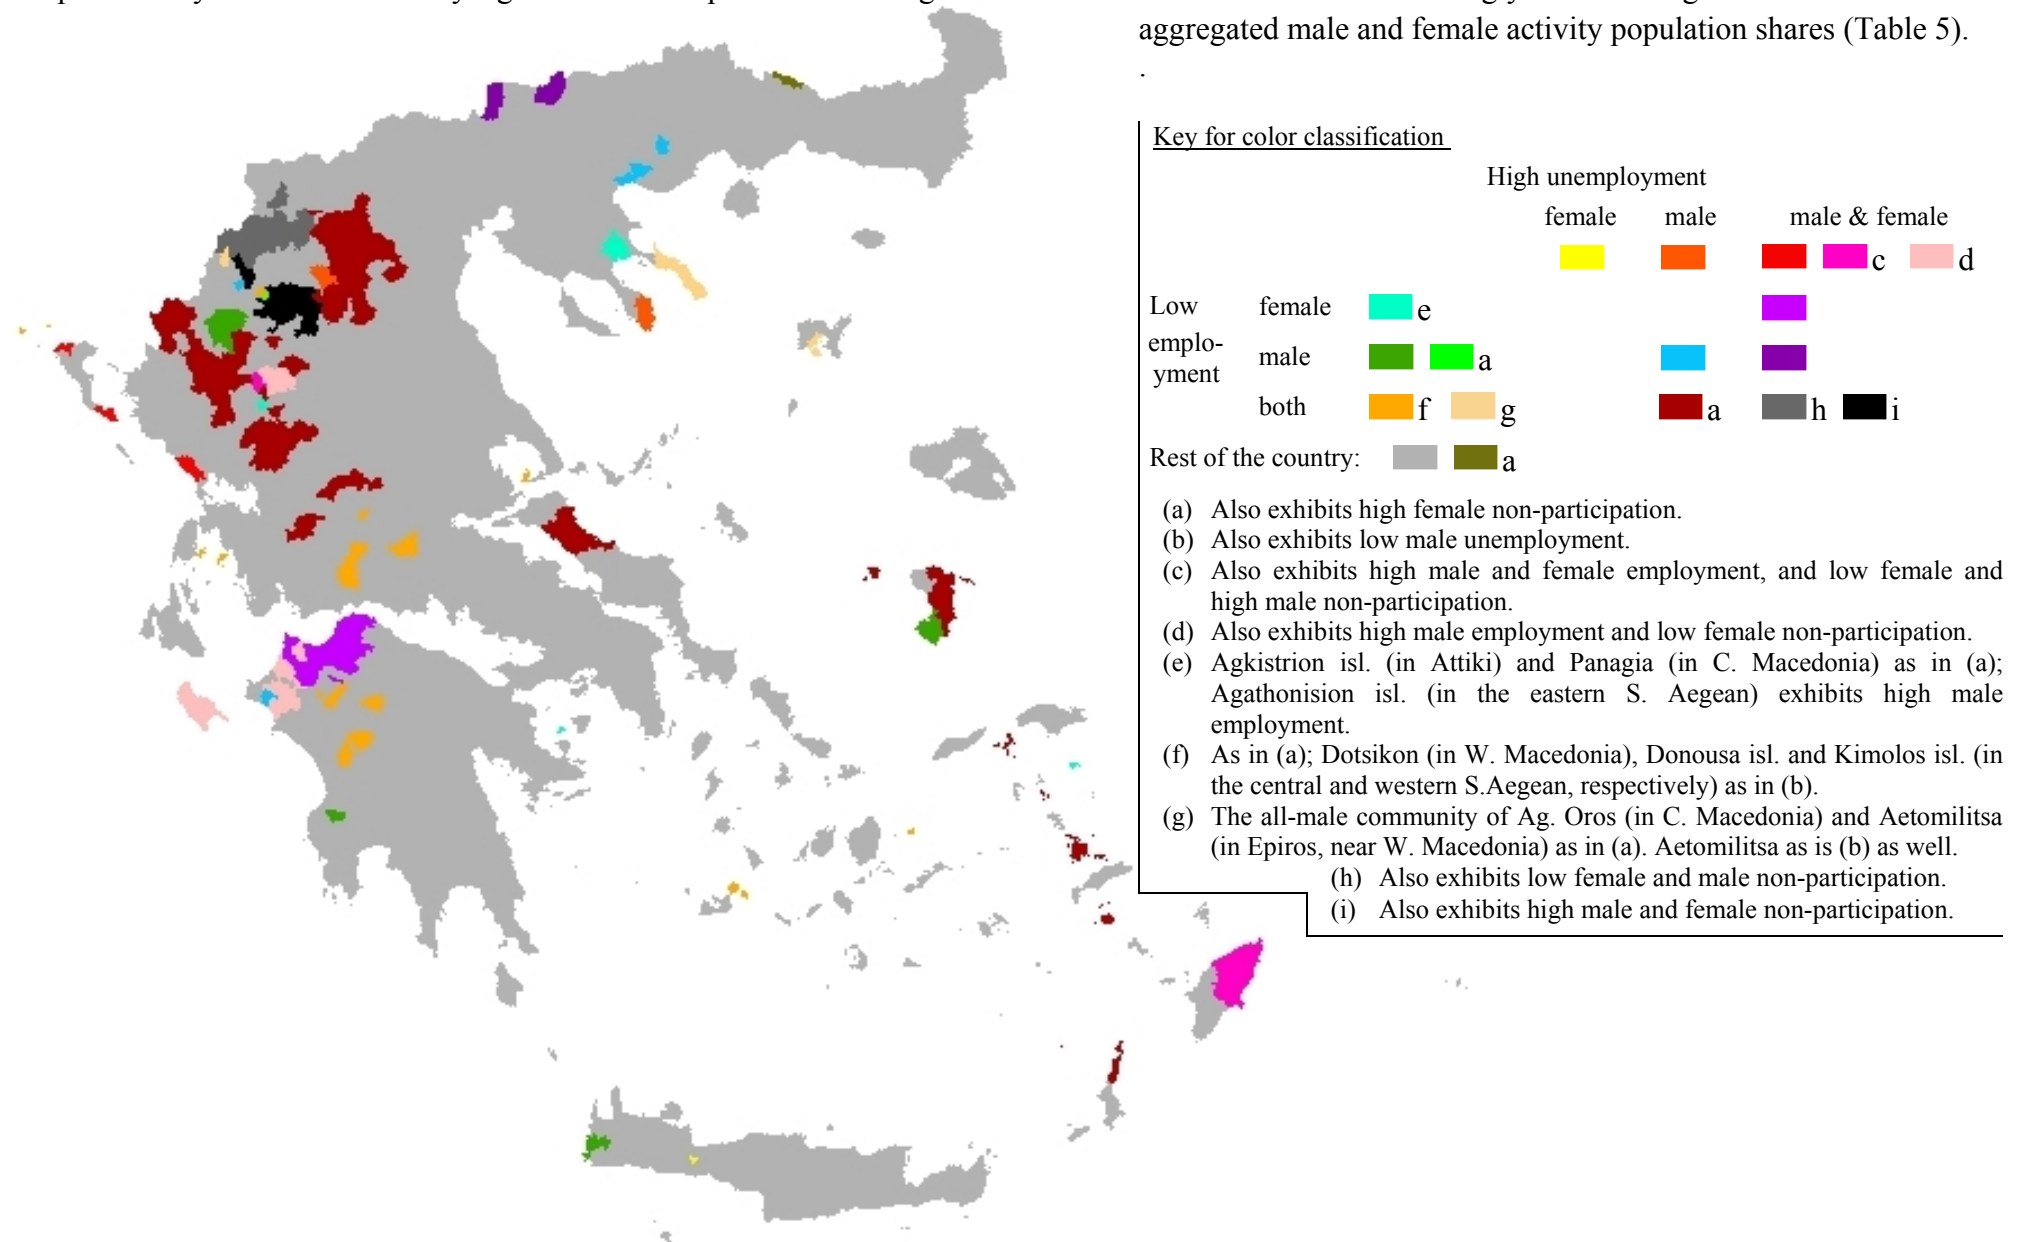 aggregated male and female activity population shares (Table 5).
.
Key for color classification
High unemployment
female male male & female
c d
Low female e
emplo-
yment male a
both f g a h i
Rest of the country: a
(a) Also exhibits high female non-participation.
(b) Also exhibits low male unemployment.
(c) Also exhibits high male and female employment, and low female and
high male non-participation.
(d) Also exhibits high male employment and low female non-participation.
(e) Agkistrion isl. (in Attiki) and Panagia (in C. Macedonia) as in (a);
Agathonision isl. (in the eastern S. Aegean) exhibits high male
employment.
(f) As in (a); Dotsikon (in W. Macedonia), Donousa isl. and Kimolos isl. (in
the central and western S.Aegean, respectively) as in (b).
(g) The all-male community of Ag. Oros (in C. Macedonia) and Aetomilitsa
(in Epiros, near W. Macedonia) as in (a). Aetomilitsa as is (b) as well.
(h) Also exhibits low female and male non-participation.
(i) Also exhibits high male and female non-participation.